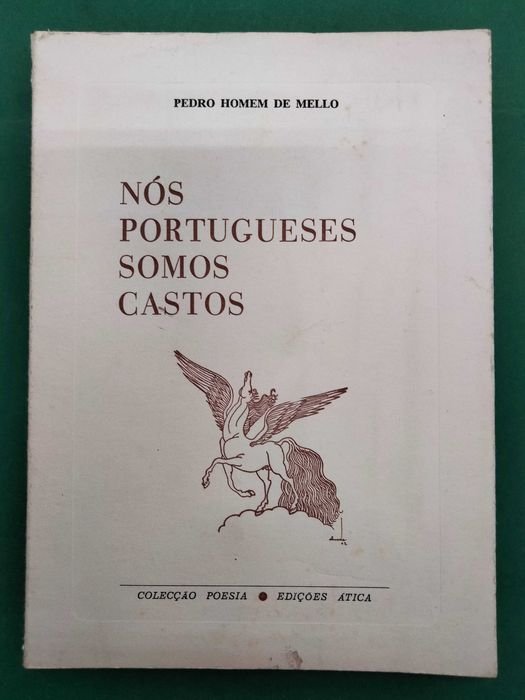 PEDRO HOMEM DE MELLO
NÓS
PORTUGUESES
SOMOS
CASTOS
COLECÇÃO POESIA ● EDIÇÕES ÁTICA